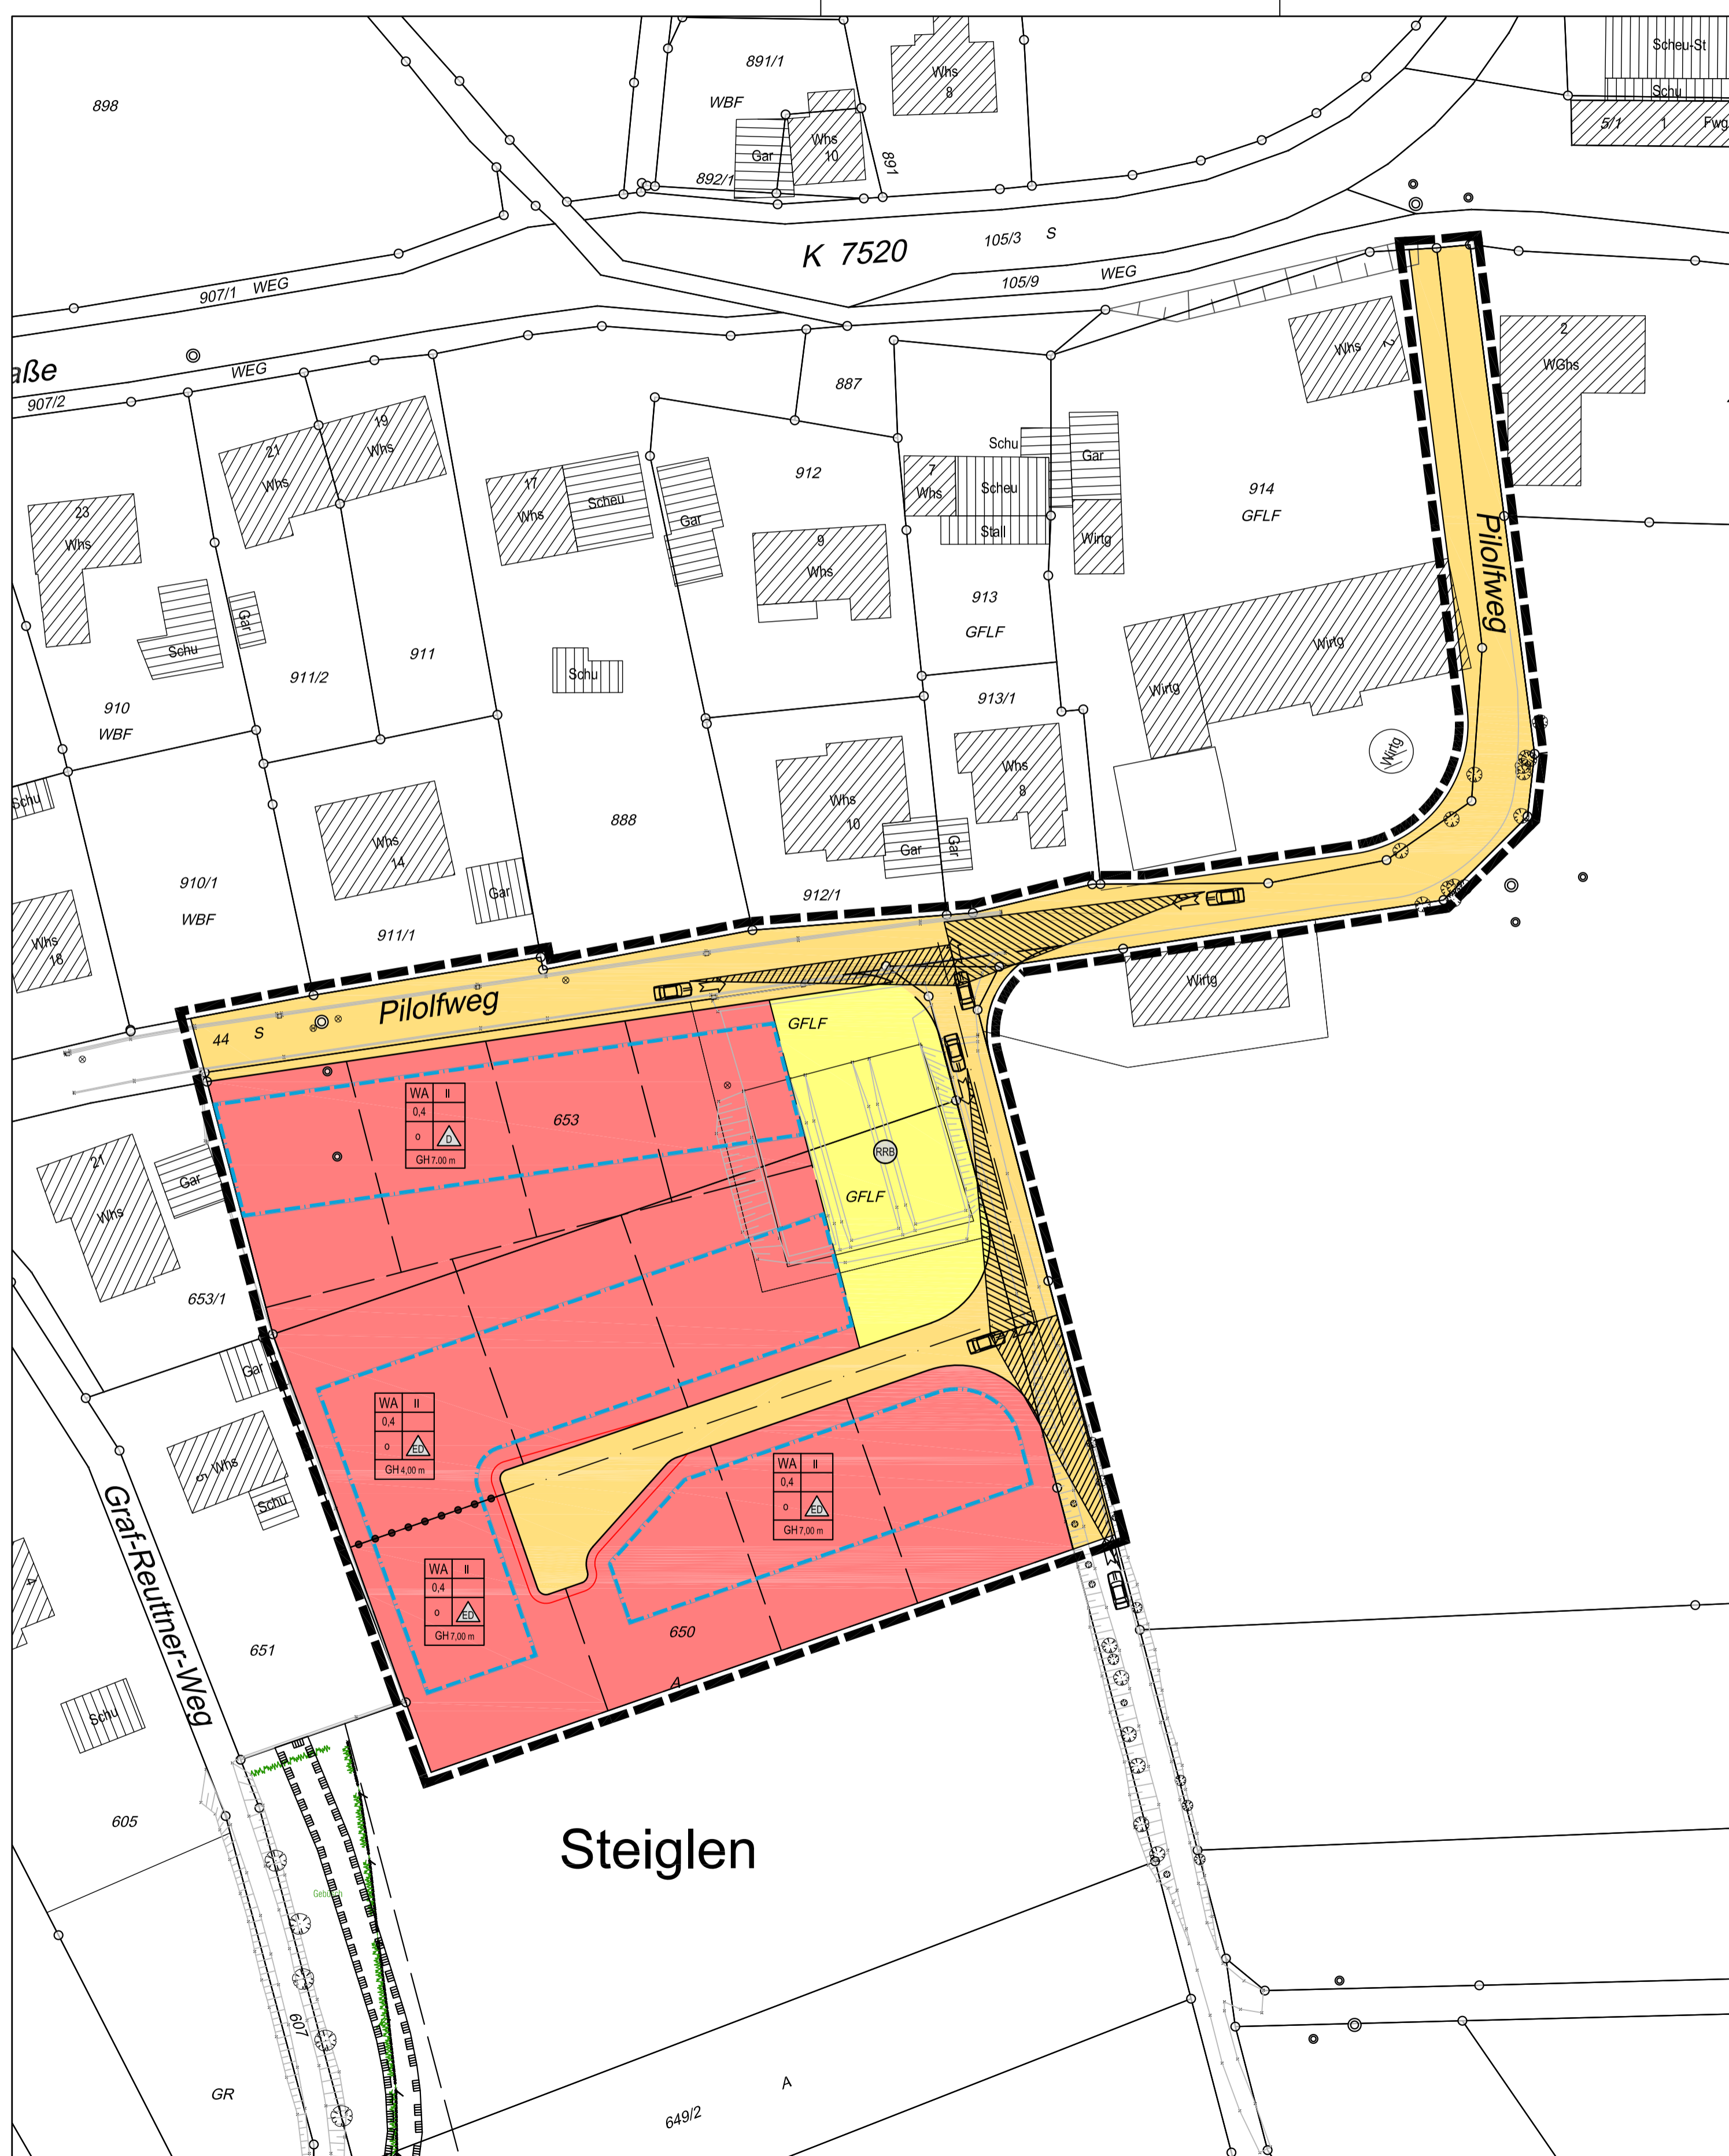 898
891/1
WBF
Whs
8
Scheu-St
Schu
5/1
1
Fwg
Whs
10
Gar
891
892/1
K 7520
105/3 S
105/9
WEG
907/1 WEG
aße
WEG
907/2
887
Whs
2
2
WGhs
21
Whs
19
Whs
17
Whs
Scheu
Gar
912
Schu
Gar
7
Whs
Scheu
Stall
Wirtg
914
GFLF
23
Whs
9
Whs
Pilolfweg
Gar
Schu
911/2
911
Schu
913
GFLF
Wirtg
Wirtg
910
WBF
913/1
Wirtg
Schu
Whs
14
888
Whs
10
Whs
8
Gar
Gar
910/1
WBF
Gar
911/1
912/1
Whs
18
Wirtg
Pilolfweg
44 S
GFLF
WA II
0,4
o D
GH 7.00 m
653
RRB
GFLF
21
Whs
Gar
653/1
Gar
WA II
0,4
o ED
GH 4,00 m
5
Whs
Schu
WA II
0,4
o ED
GH 7,00 m
Graf-Reuttner-Weg
4
WA II
0,4
o ED
GH 7,00 m
651
650
A
Schu
605
Steiglen
Gebüsch
607
GR
A
649/2